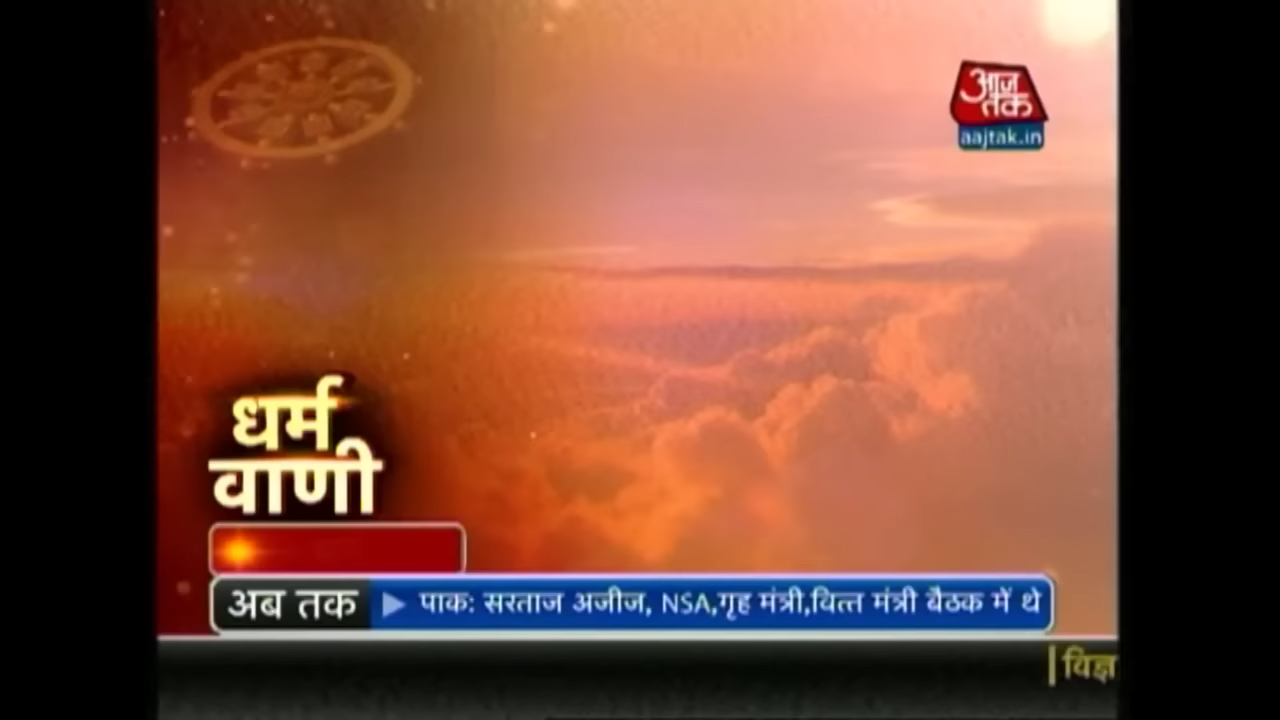 आज
तक
aajtak.in
धर्म
वाणी
अब तक पाक: सरताज अजीज, NSA,गृह मंत्री,वित्त मंत्री बैठक में थे